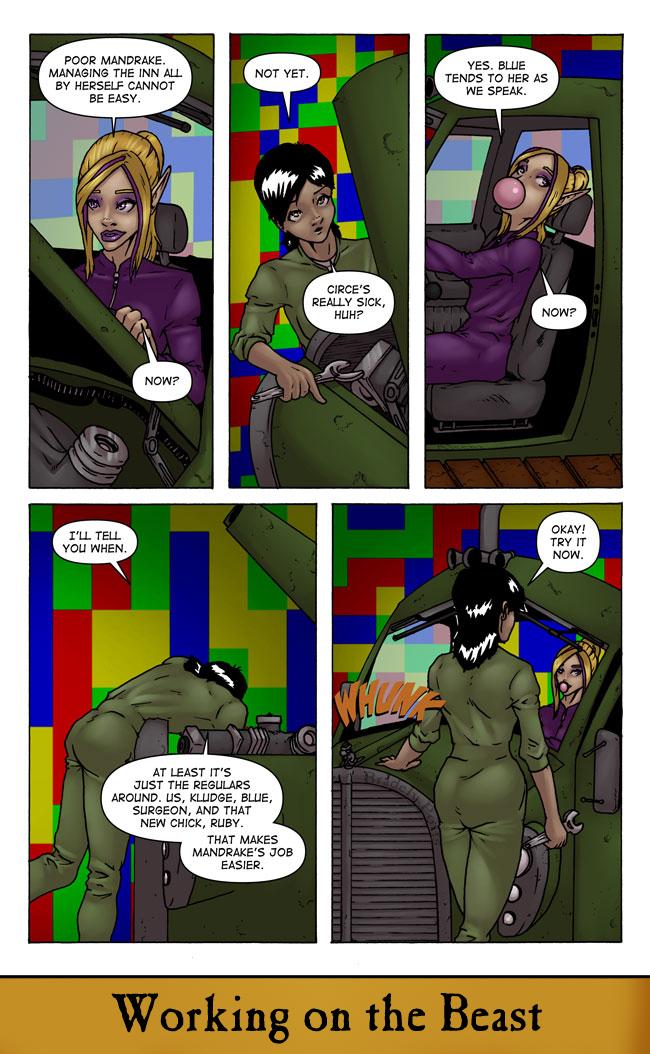 POOR MANDRAKE.
MANAGING THE INN ALL
BY HERSELF CANNOT
BE EASY.
NOW?
NOT YET.
CIRCE'S
REALLY SICK,
HUH?
YES. BLUE
TENDS TO HER AS
WE SPEAK.
NOW?
I'LL TELL
YOU WHEN.
AT LEAST IT'S
JUST THE REGULARS
AROUND. US, KLUDGE, BLUE,
SURGEON, AND THAT
NEW CHICK, RUBY.
THAT MAKES
MANDRAKE'S JOB
EASIER.
OKAY!
TRY IT
NOW.
WHUNK
Working on the Beast